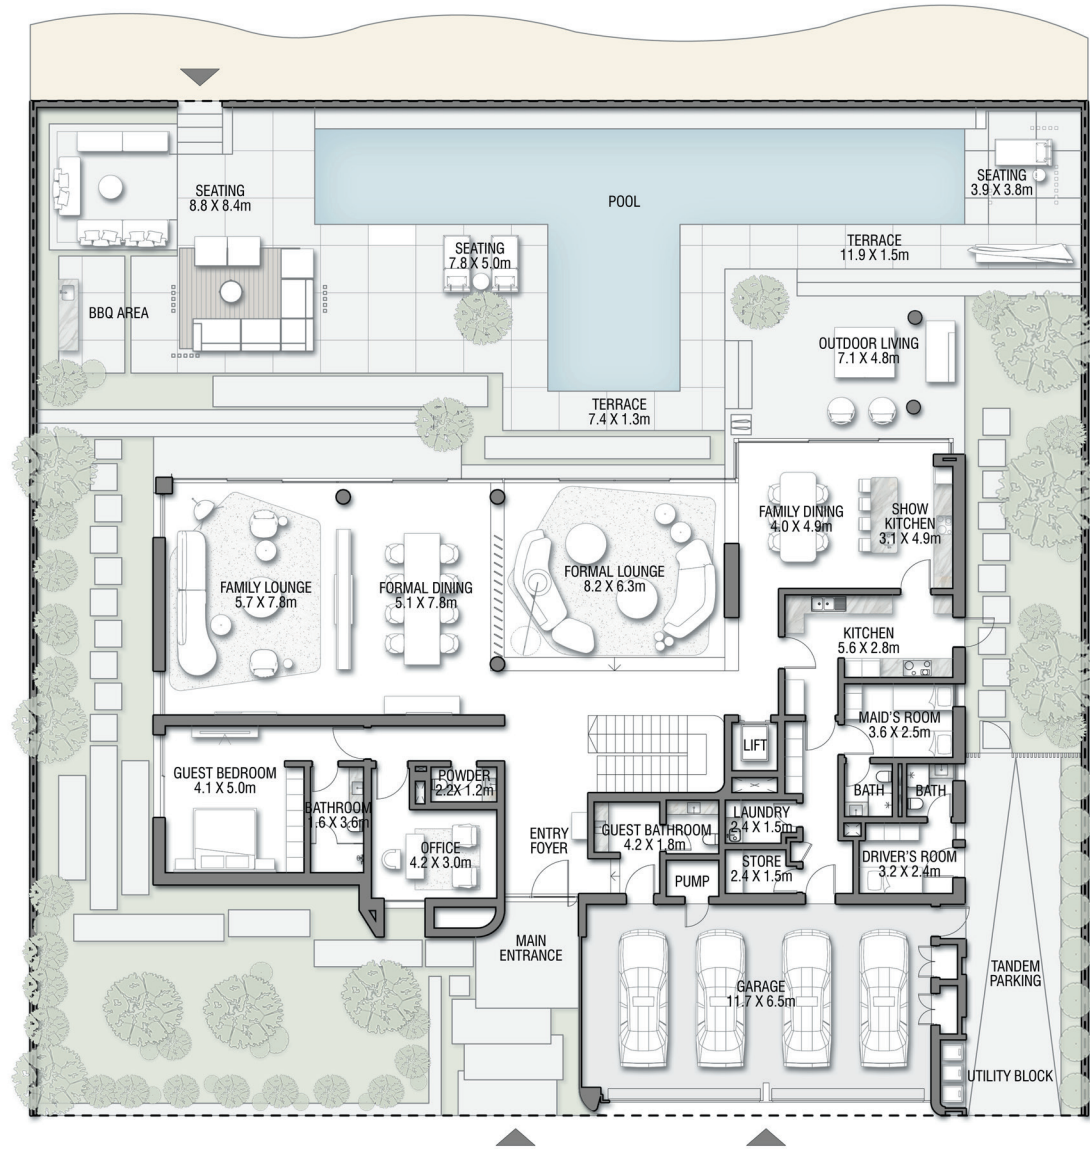 SEATING
8.8 X 8.4m
POOL
SEATING
3.9 X 3.8m
SEATING
7.8 X 5.0m
TERRACE
11.9 X 1.5m
BBQ AREA
OUTDOOR LIVING
7.1 X 4.8m
TERRACE
7.4 X 1.3m
FAMILY DINING
4.0 X 4.9m
SHOW
KITCHEN
3.1 X 4.9m
FAMILY LOUNGE
5.7 X 7.8m
FORMAL DINING
5.1 X 7.8m
FORMAL LOUNGE
8.2 X 6.3m
KITCHEN
5.6 X 2.8m
MAID'S ROOM
3.6 X 2.5m
LIFT
GUEST BEDROOM
4.1 X 5.0m
POWDER
2.2X 1.2m
BATH
BATH
BATHROOM
1.6 X 3.6m
LAUNDRY
2.4 X 1.5m
ENTRY
FOYER
GUEST BATHROOM
4.2 X 1.8m
OFFICE
4.2 X 3.0m
STORE
2.4 X 1.5m
DRIVER'S ROOM
3.2 X 2.4m
PUMP
MAIN
ENTRANCE
TANDEM
PARKING
GARAGE
11.7 X 6.5m
UTILITY BLOCK